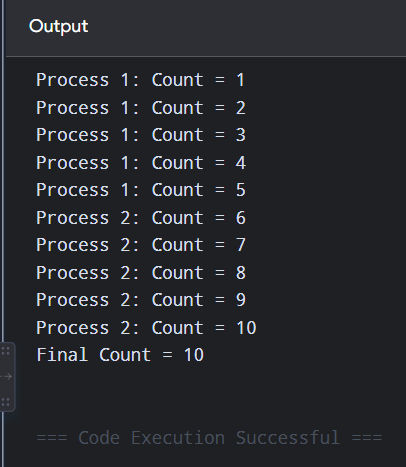 Output
Process 1: Count = 1
Process 1: Count = 2
Process 1: Count = 3
Process 1: Count = 4
Process 1: Count = 5
Process 2: Count = 6
Process 2: Count = 7
Process 2: Count = 8
Process 2: Count = 9
Process 2: Count = 10
Final Count = 10
=== Code Execution Successful ===